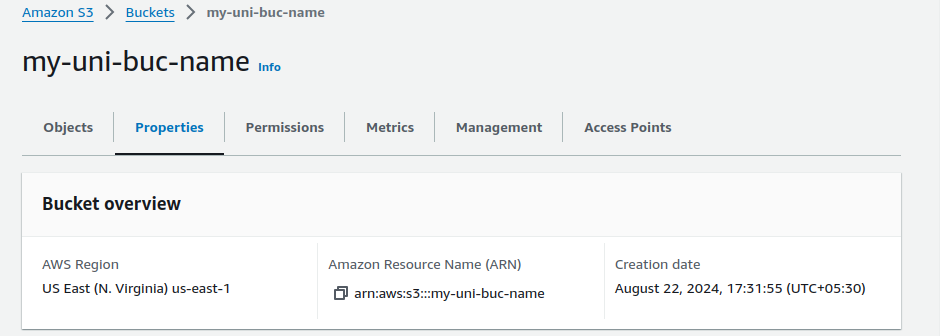 Amazon S3 > Buckets > my-uni-buc-name
my-uni-buc-name Info
Objects Properties Permissions Metrics Management Access Points
Bucket overview
AWS Region Amazon Resource Name (ARN) Creation date
US East (N. Virginia) us-east-1 arn:aws:s3:::my-uni-buc-name August 22, 2024, 17:31:55 (UTC+05:30)